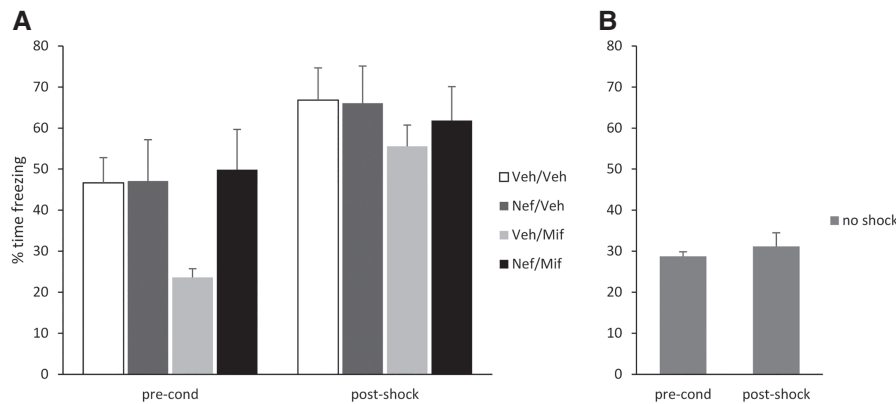 A
80
70
60
50
40
30
20
10
0
% time freezing
pre-cond
post-shock
Veh/Veh
Nef/Veh
Veh/Mif
Nef/Mif
B
80
70
60
50
40
30
20
10
0
pre-cond
post-shock
no shock